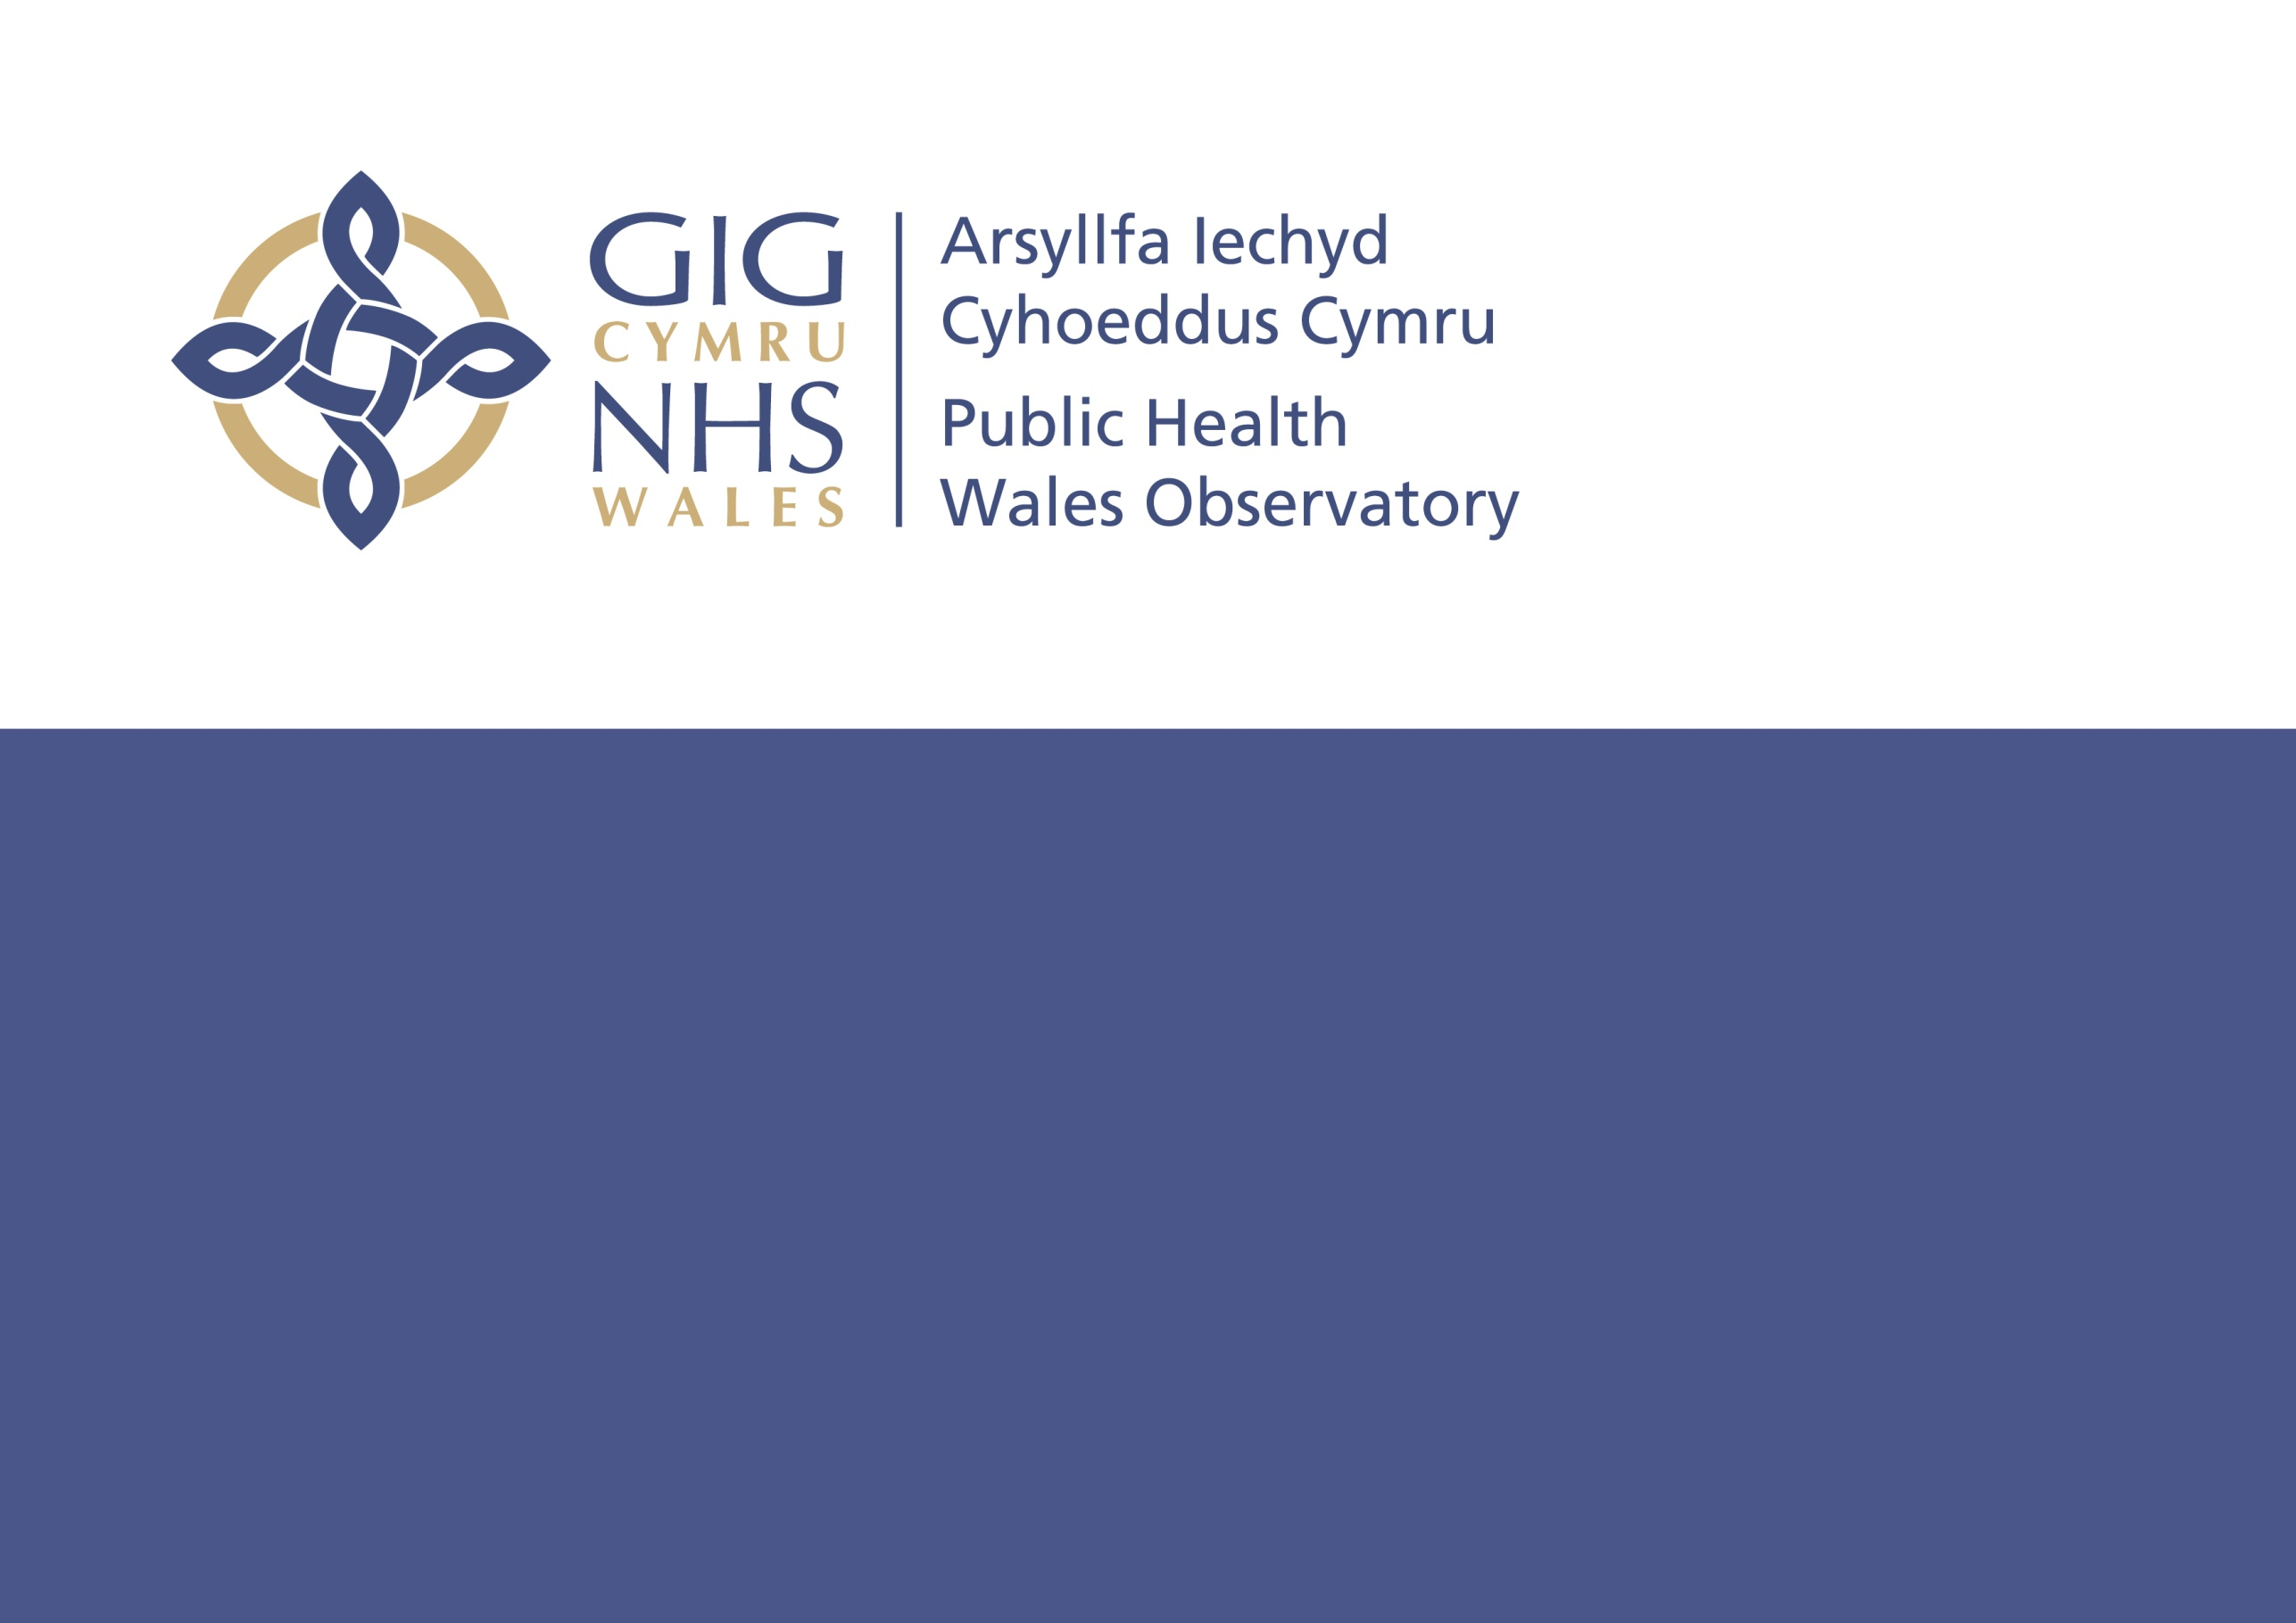 GIG
CYMRU
NHS
WALES
Arsyllfa Iechyd
Cyhoeddus Cymru
Public Health
Wales Observatory